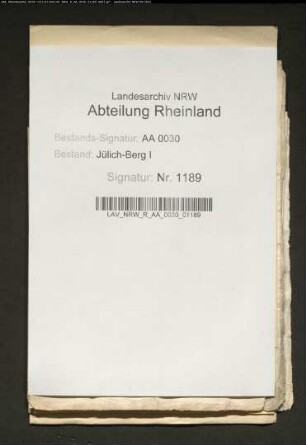 Landesarchiv NRW
Abteilung Rheinland
Bestands-Signatur: AA 0030
Bestand: Jülich-Berg I
Signatur: Nr. 1189
LAV_NRW_R_AA_0030_01189